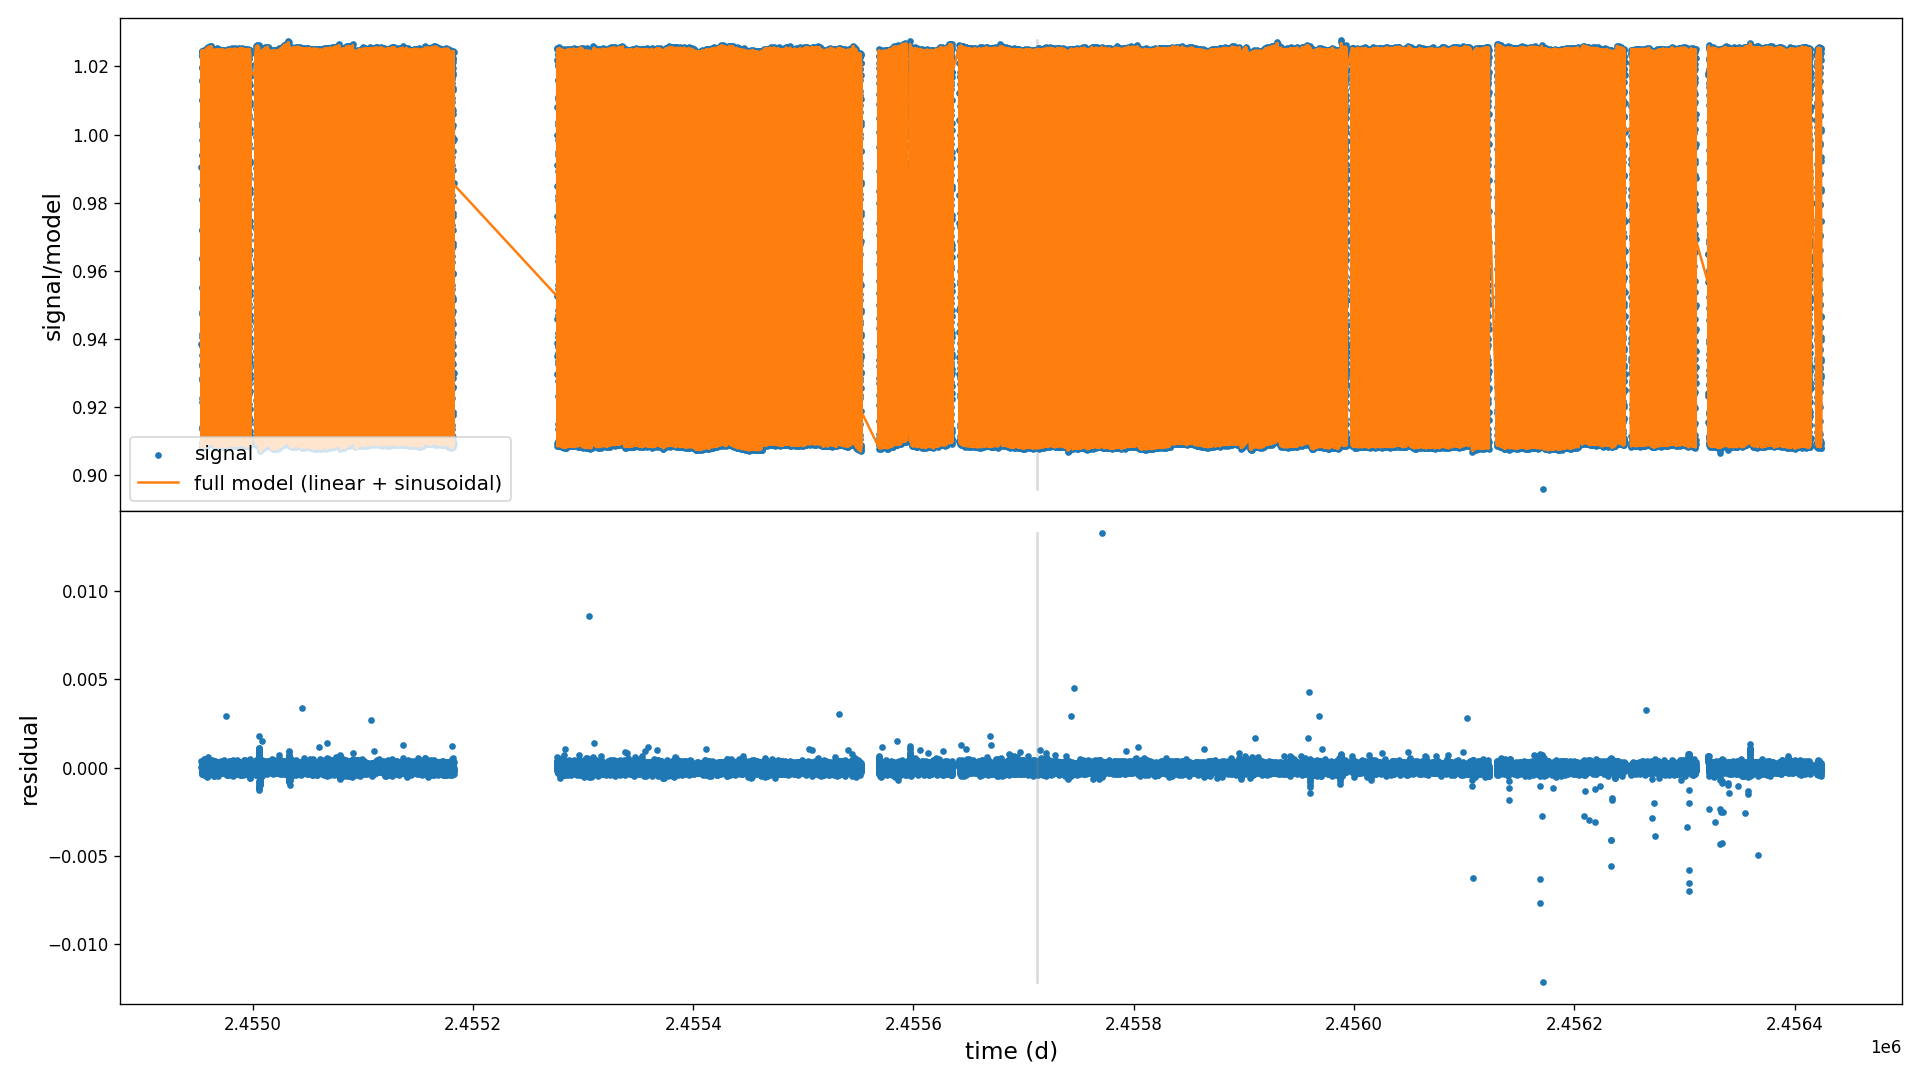 signal/model
1.02
1.00
0.98
0.96
0.94
0.92
0.90
signal
full model (linear + sinusoidal)
residual
0.010
0.005
0.000
−0.005
−0.010
2.4550 2.4552 2.4554 2.4556 2.4558 2.4560 2.4562 2.4564
1e6
time (d)